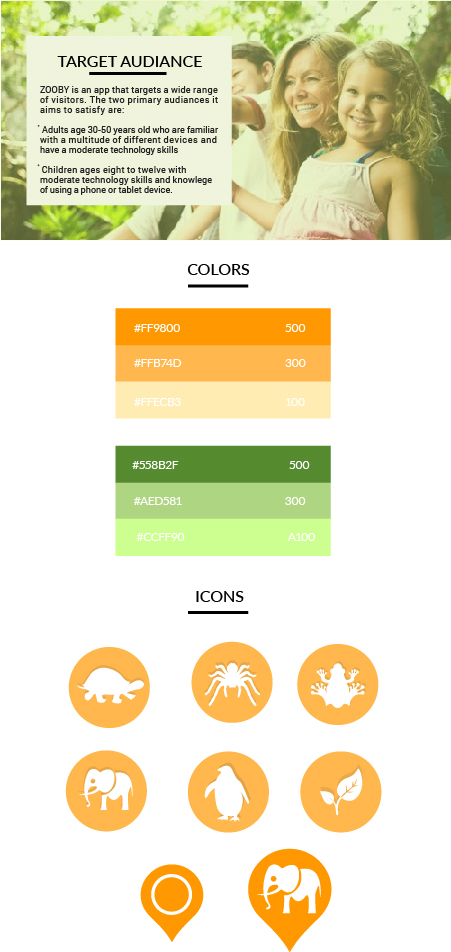 TARGET AUDIANCE
ZOOBY is an app that targets a wide range
of visitors. The two primary audiances it
aims to satisfy are:
* Adults age 30-50 years old who are familiar
with a multitude of different devices and
have a moderate technology skills
* Children ages eight to twelve with
moderate technology skills and knowlege
of using a phone or tablet device.
COLORS
#FF9800 500
#FFB74D 300
#FFECB3 100
#558B2F 500
#AED581 300
#CCFF90 A100
ICONS